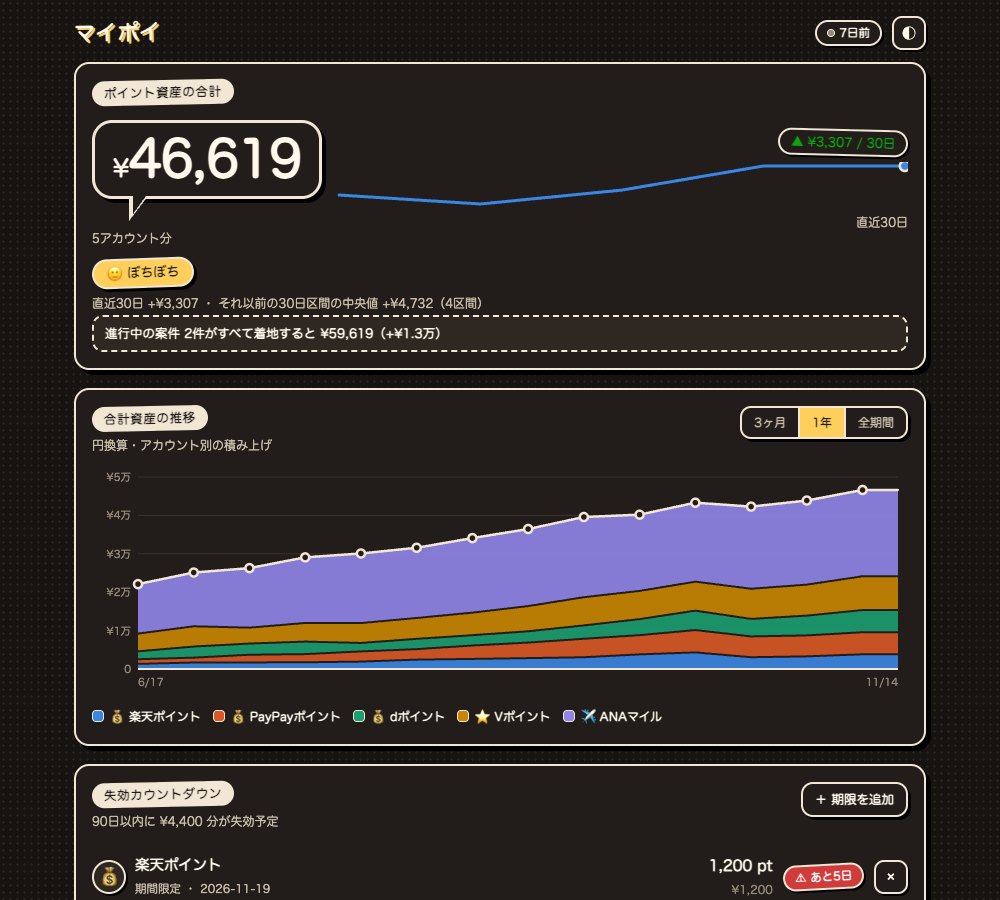 マイポイ
7日前
ポイント資産の合計
¥46,619
▲ ¥3,307 / 30日
直近30日
5アカウント分
ぼちぼち
直近30日 +¥3,307 ・ それ以前の30日区間の中央値 +¥4,732（4区間）
進行中の案件 2件がすべて着地すると ¥59,619（+¥1.3万）
合計資産の推移
3ヶ月 1年 全期間
円換算・アカウント別の積み上げ
¥5万
¥4万
¥3万
¥2万
¥1万
0
6/17 11/14
楽天ポイント PayPayポイント dポイント Vポイント ANAマイル
失効カウントダウン
＋ 期限を追加
90日以内に ¥4,400 分が失効予定
楽天ポイント
1,200 pt
⚠ あと5日
×
期間限定 ・ 2026-11-19
¥1,200